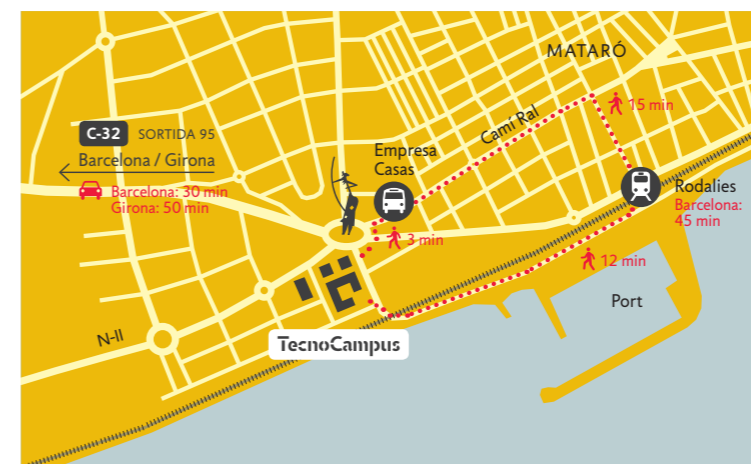 MATARÓ
15 min
Camí Ral
C-32 SORTIDA 95
Barcelona / Girona
Barcelona: 30 min
Girona: 50 min
Empresa
Casas
Rodalies
Barcelona:
45 min
3 min
12 min
Port
N-II
TecnoCampus